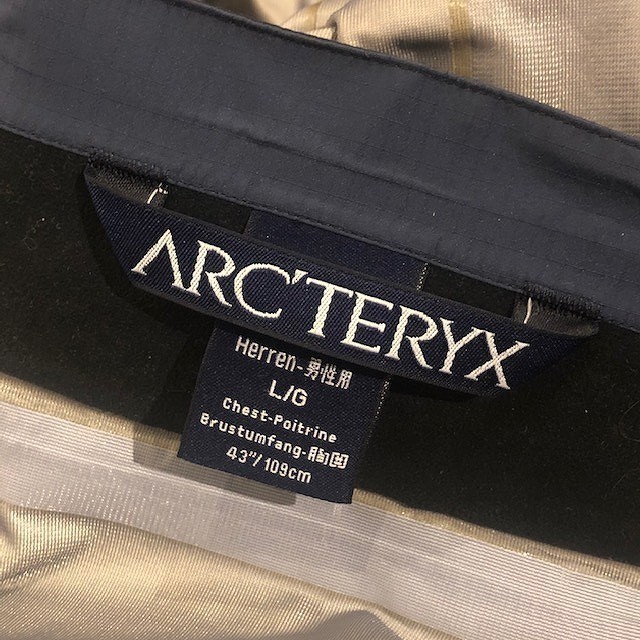 ARC'TERYX
Herren-男性用
L/G
Chest-Poitrine
Brustumfang-胸囲
43"/109cm